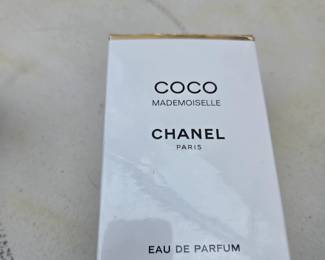 COCO
MADEMOISELLE
CHANEL
PARIS
EAU DE PARFUM